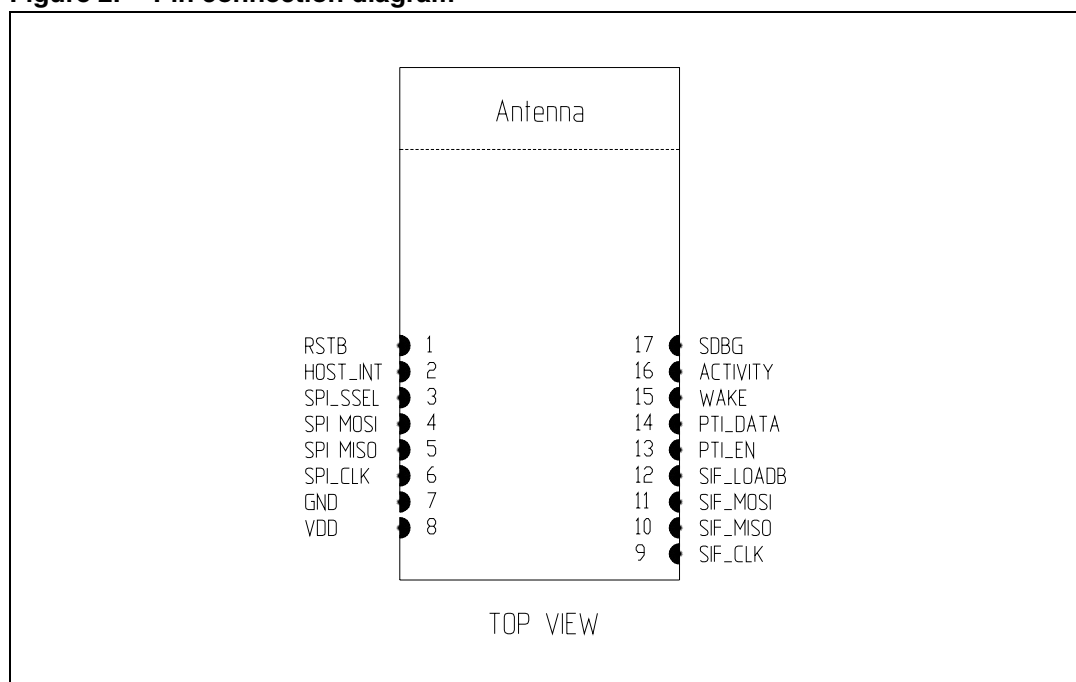 Figure 2. Pin connection diagram
Antenna
RSTB 1 17 SDBG
HOST_INT 2 16 ACTIVITY
SPI_SSEL 3 15 WAKE
SPI MOSI 4 14 PTI_DATA
SPI MISO 5 13 PTI_EN
SPI_CLK 6 12 SIF_LOADB
GND 7 11 SIF_MOSI
VDD 8 10 SIF_MISO
9 SIF_CLK
TOP VIEW